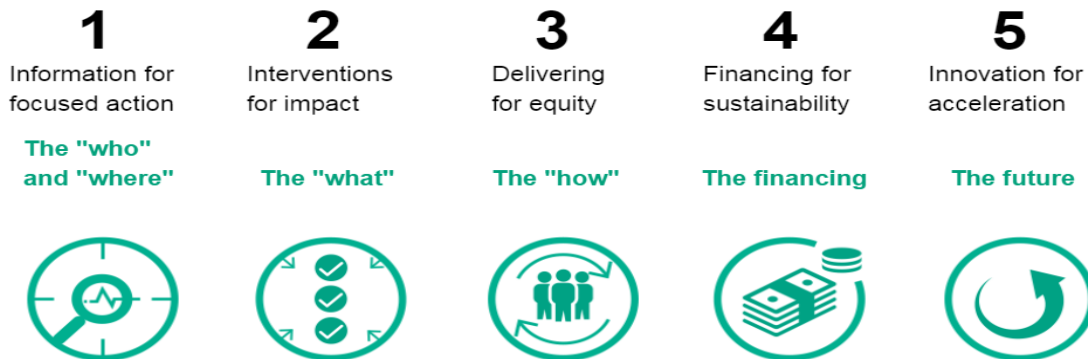 1
Information for
focused action
The "who"
and "where"
2
Interventions
for impact
The "what"
3
Delivering
for equity
The "how"
4
Financing for
sustainability
The financing
5
Innovation for
acceleration
The future